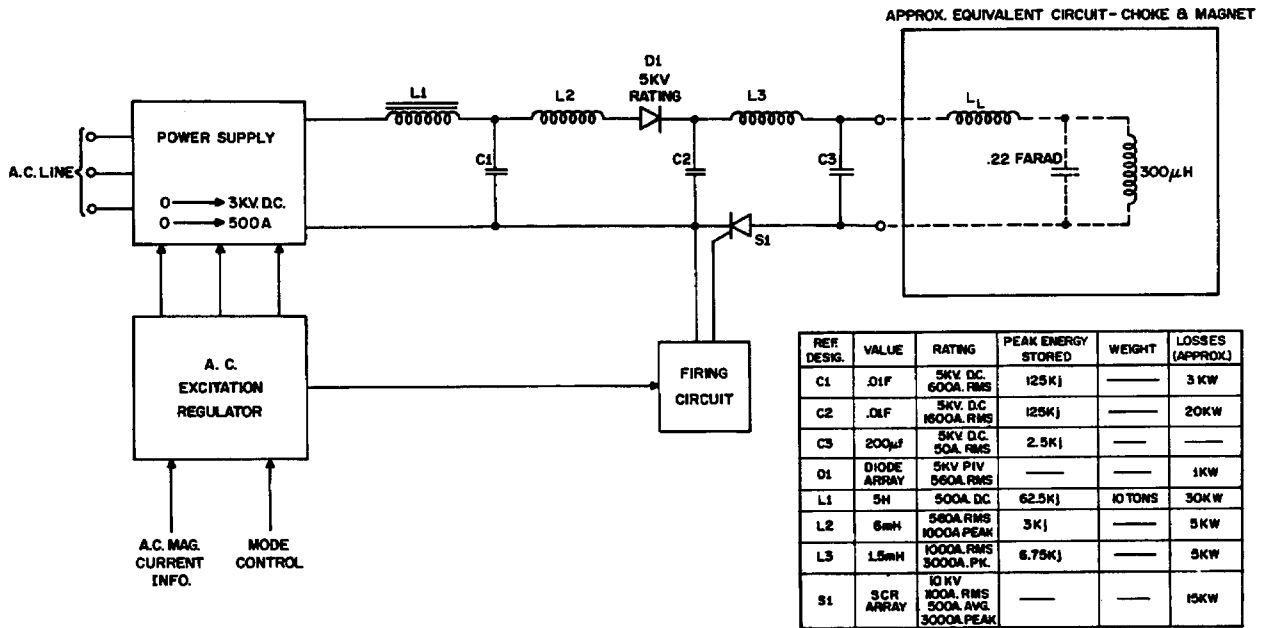 APPROX. EQUIVALENT CIRCUIT- CHOKE & MAGNET
D1
5KV
RATING
L1
L2
L3
L_L
POWER SUPPLY
A.C. LINE
C1
C2
C3
.22 FARAD
300μH
0 → 3KV. D.C.
0 → 500A
S1
A. C.
EXCITATION
REGULATOR
FIRING
CIRCUIT
A.C. MAG.
CURRENT
INFO.
MODE
CONTROL
REF. DESIG. VALUE RATING PEAK ENERGY STORED WEIGHT LOSSES (APPROX.)
C1 .01F 5KV. D.C. 600A. RMS 125Kj —— 3 KW
C2 .01F 5KV. D.C 1600A. RMS 125Kj —— 20KW
C3 200μf 5KV. D.C. 50A. RMS 2.5Kj —— ——
D1 DIODE ARRAY 5KV PIV 560A. RMS —— —— 1KW
L1 5H 500A. DC 62.5Kj 10 TONS 30KW
L2 6mH 560A. RMS 1000A PEAK 3Kj —— 5KW
L3 1.5mH 1000A. RMS 3000A. PK. 6.75Kj —— 5KW
S1 SCR ARRAY 10 KV 1100A. RMS 500A. AVG. 3000A. PEAK —— —— 15KW